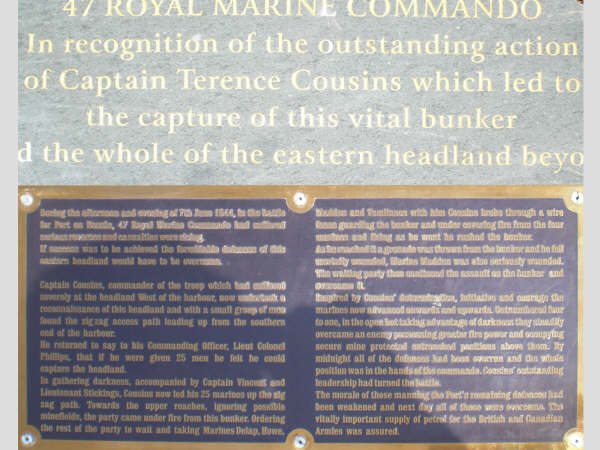 47 ROYAL MARINE COMMANDO
In recognition of the outstanding action
of Captain Terence Cousins which led to
the capture of this vital bunker
d the whole of the eastern headland beyo
During the afternoon and evening of 7th June 1944, in the battle
for Port en Bessin, 47 Royal Marine Commando had suffered
serious reverses and casualties were rising.
If success was to be achieved the formidable defences of this
eastern headland would have to be overcome.
Captain Cousins, commander of the troop which had suffered
severely at the headland West of the harbour, now undertook a
reconnaissance of this headland and with a small group of men
found the zig zag access path leading up from the southern
end of the harbour.
He returned to say to his Commanding Officer, Lieut Colonel
Phillips, that if he were given 25 men he felt he could
capture the headland.
In gathering darkness, accompanied by Captain Vincent and
Lieutenant Stickings, Cousins now led his 25 marines up the zig
zag path. Towards the upper reaches, ignoring possible
minefields, the party came under fire from this bunker. Ordering
the rest of the party to wait and taking Marines Delap, Howe,
Madden and Tomlinson with him Cousins broke through a wire
fence guarding the bunker and under covering fire from the four
marines and firing as he went he rushed the bunker.
As he reached it a grenade was thrown from the bunker and he fell
mortally wounded, Marine Madden was also seriously wounded.
The waiting party then continued the assault on the bunker and
overcame it.
Inspired by Cousins' determination, initiative and courage the
marines now advanced onwards and upwards. Outnumbered four
to one, in the open but taking advantage of darkness they steadily
overcame an enemy possessing greater fire power and occupying
secure mine protected entrenched positions above them. By
midnight all of the defences had been overrun and the whole
position was in the hands of the commando. Cousins' outstanding
leadership had turned the battle.
The morale of those manning the Port's remaining defences had
been weakened and next day all of these were overcome. The
vitally important supply of petrol for the British and Canadian
Armies was assured.